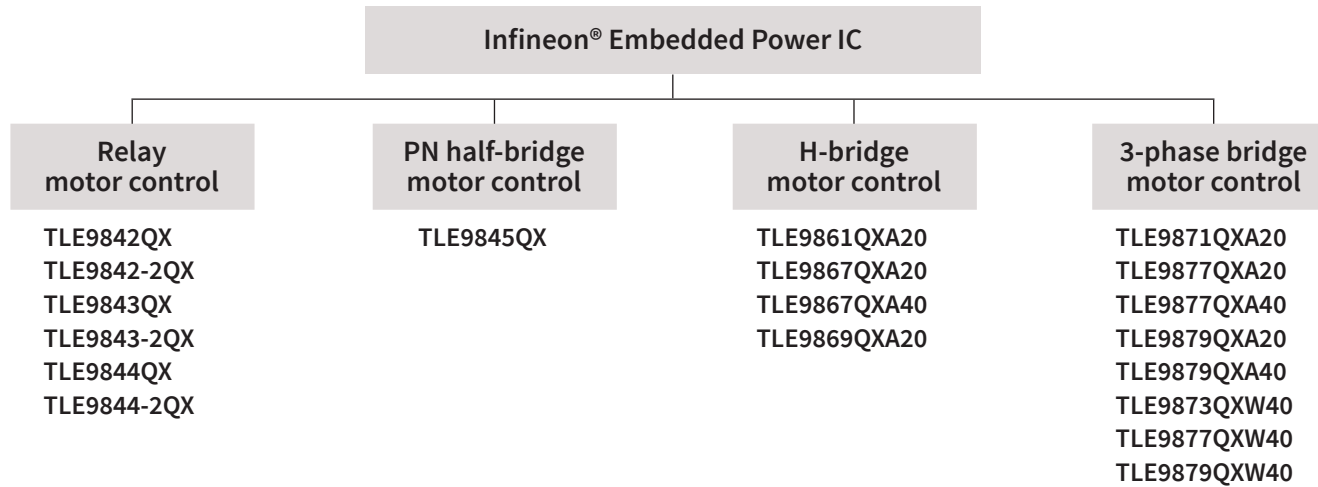 Infineon® Embedded Power IC
Relay
motor control
TLE9842QX
TLE9842-2QX
TLE9843QX
TLE9843-2QX
TLE9844QX
TLE9844-2QX
PN half-bridge
motor control
TLE9845QX
H-bridge
motor control
TLE9861QXA20
TLE9867QXA20
TLE9867QXA40
TLE9869QXA20
3-phase bridge
motor control
TLE9871QXA20
TLE9877QXA20
TLE9877QXA40
TLE9879QXA20
TLE9879QXA40
TLE9873QXW40
TLE9877QXW40
TLE9879QXW40